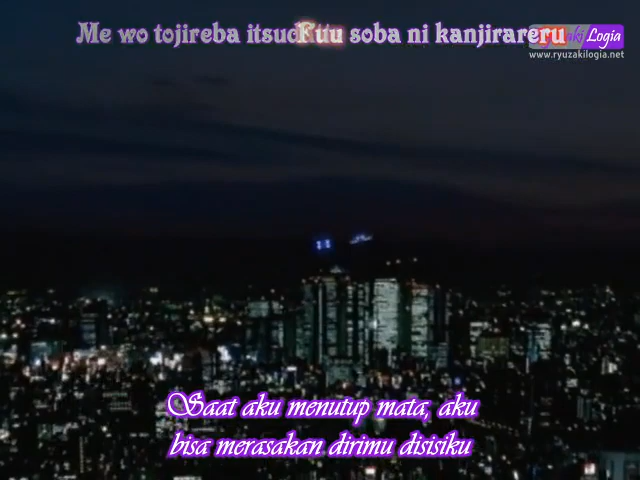 Me wo tojireba itsudatte soba ni kanjirareru
Logia
www.ryuzakilogia.net
Saat aku menutup mata, aku
bisa merasakan dirimu disisiku